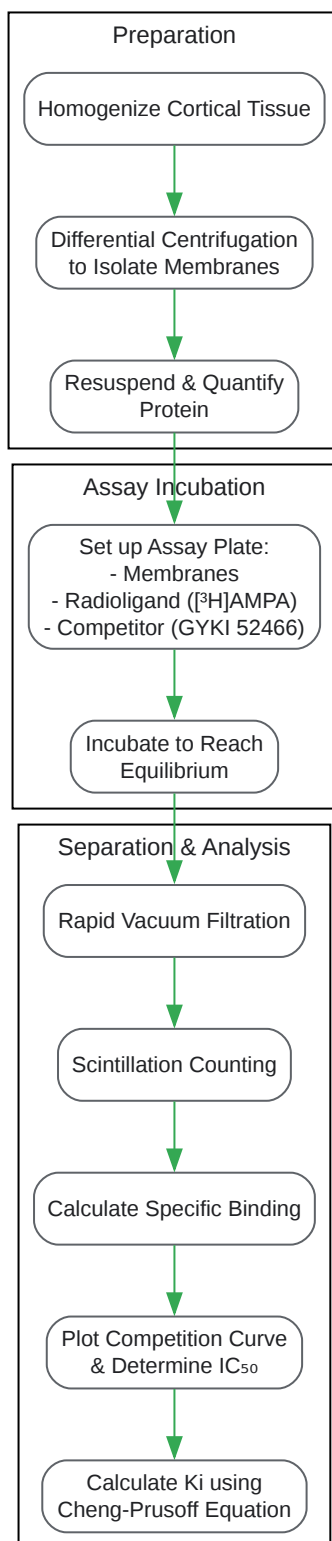 Preparation
Homogenize Cortical Tissue
Differential Centrifugation
to Isolate Membranes
Resuspend & Quantify
Protein
Assay Incubation
Set up Assay Plate:
- Membranes
- Radioligand ([³H]AMPA)
- Competitor (GYKI 52466)
Incubate to Reach
Equilibrium
Separation & Analysis
Rapid Vacuum Filtration
Scintillation Counting
Calculate Specific Binding
Plot Competition Curve
& Determine IC₅₀
Calculate Ki using
Cheng-Prusoff Equation